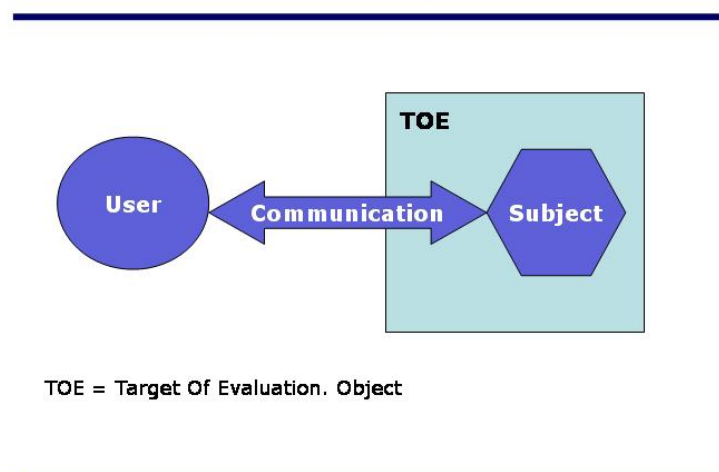 TOE
User
Communication
Subject
TOE = Target Of Evaluation. Object